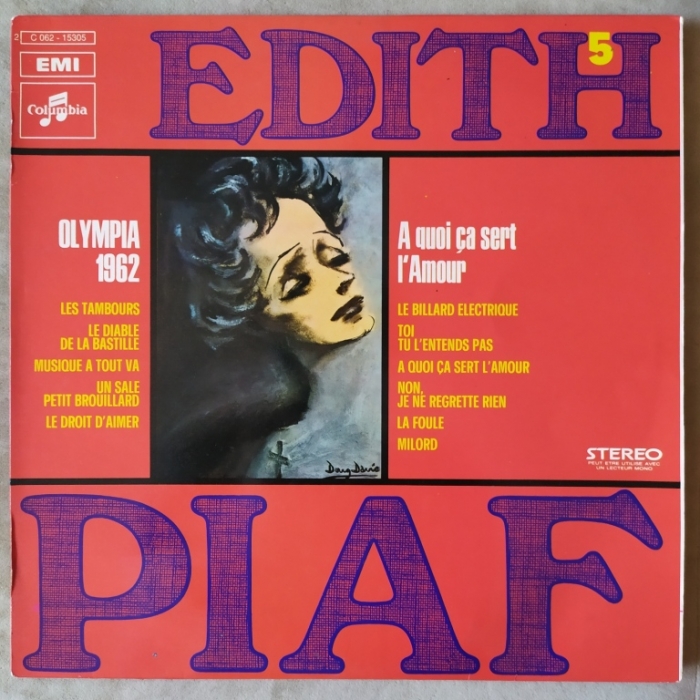 2 C 062 - 15305
EMI
Columbia
EDITH
5
OLYMPIA
1962
LES TAMBOURS
LE DIABLE
DE LA BASTILLE
MUSIQUE A TOUT VA
UN SALE
PETIT BROUILLARD
LE DROIT D'AIMER
A quoi ça sert
l'Amour
LE BILLARD ELECTRIQUE
TOI
TU L'ENTENDS PAS
A QUOI ÇA SERT L'AMOUR
NON,
JE NE REGRETTE RIEN
LA FOULE
MILORD
STEREO
PEUT ETRE UTILISE AVEC
UN LECTEUR MONO
PIAF